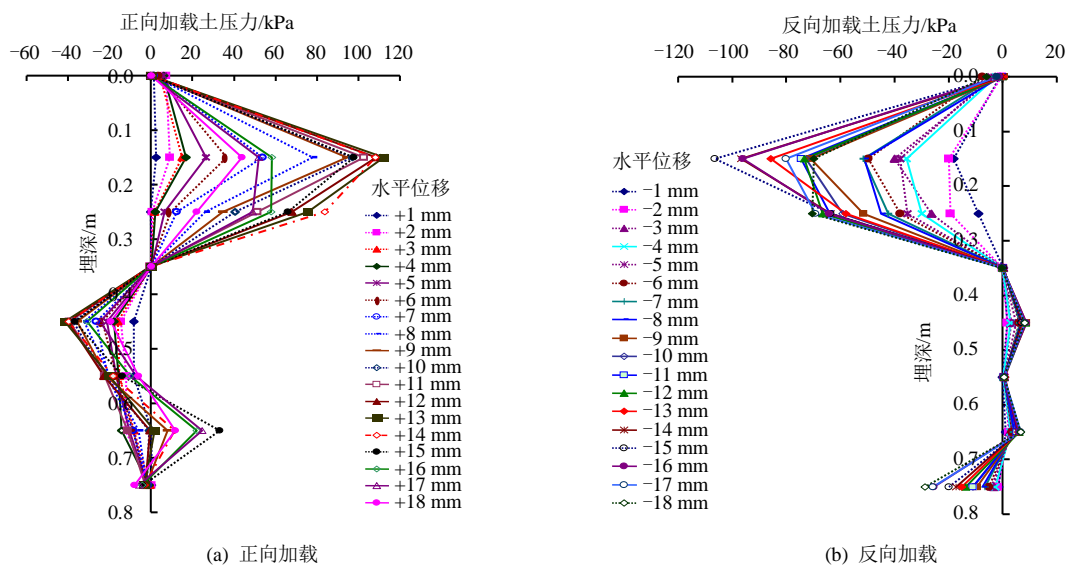 正向加载土压力/kPa
−60 −40 −20 0 20 40 60 80 100 120
0.0
0.1
0.2
0.3
0.4
0.5
0.6
0.7
0.8
埋深/m
水平位移
+1 mm
+2 mm
+3 mm
+4 mm
+5 mm
+6 mm
+7 mm
+8 mm
+9 mm
+10 mm
+11 mm
+12 mm
+13 mm
+14 mm
+15 mm
+16 mm
+17 mm
+18 mm
(a) 正向加载
反向加载土压力/kPa
−120 −100 −80 −60 −40 −20 0 20
0.0
0.1
0.2
0.3
0.4
0.5
0.6
0.7
0.8
埋深/m
水平位移
−1 mm
−2 mm
−3 mm
−4 mm
−5 mm
−6 mm
−7 mm
−8 mm
−9 mm
−10 mm
−11 mm
−12 mm
−13 mm
−14 mm
−15 mm
−16 mm
−17 mm
−18 mm
(b) 反向加载